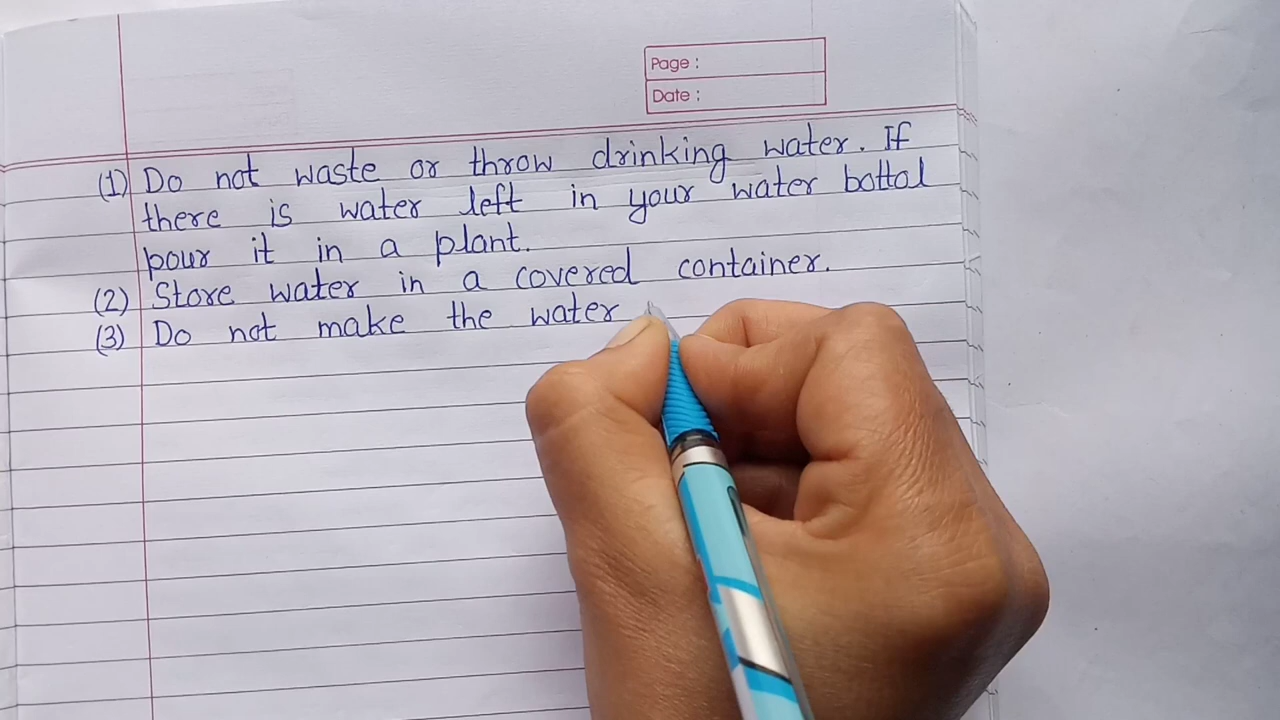 Page :
Date :
(1) Do not waste or throw drinking water. If
there is water left in your water bottol
pour it in a plant.
(2) Store water in a covered container.
(3) Do not make the water